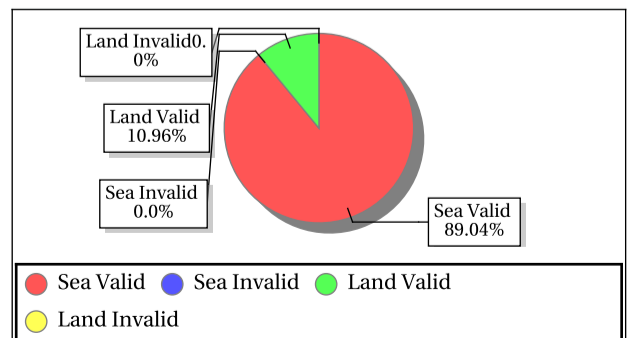 Land Invalid0.
0%
Land Valid
10.96%
Sea Invalid
0.0%
Sea Valid
89.04%
Sea Valid Sea Invalid Land Valid
Land Invalid